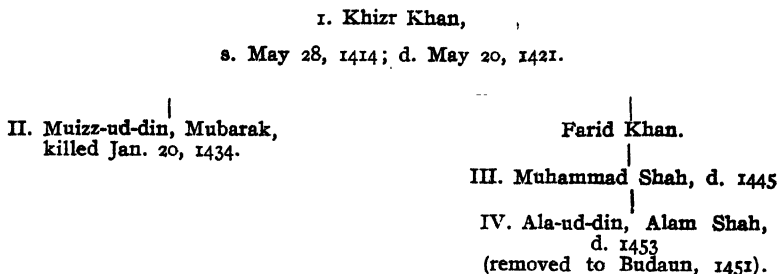 I. Khizr Khan,
s. May 28, 1414; d. May 20, 1421.
II. Muizz-ud-din, Mubarak,
killed Jan. 20, 1434.
Farid Khan.
III. Muhammad Shah, d. 1445
IV. Ala-ud-din, Alam Shah,
d. 1453
(removed to Budaun, 1451).